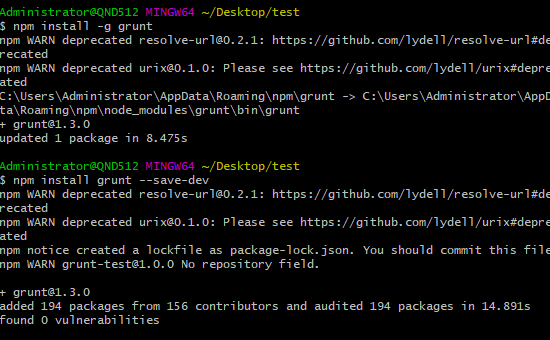 Administrator@QND512 MINGW64 ~/Desktop/test
$ npm install -g grunt
npm WARN deprecated resolve-url@0.2.1: https://github.com/lydell/resolve-url#dep
recated
npm WARN deprecated urix@0.1.0: Please see https://github.com/lydell/urix#deprec
ated
C:\Users\Administrator\AppData\Roaming\npm\grunt -> C:\Users\Administrator\AppDa
ta\Roaming\npm\node_modules\grunt\bin\grunt
+ grunt@1.3.0
updated 1 package in 8.475s
Administrator@QND512 MINGW64 ~/Desktop/test
$ npm install grunt --save-dev
npm WARN deprecated resolve-url@0.2.1: https://github.com/lydell/resolve-url#dep
recated
npm WARN deprecated urix@0.1.0: Please see https://github.com/lydell/urix#deprec
ated
npm notice created a lockfile as package-lock.json. You should commit this file
npm WARN grunt-test@1.0.0 No repository field.
+ grunt@1.3.0
added 194 packages from 156 contributors and audited 194 packages in 14.891s
found 0 vulnerabilities